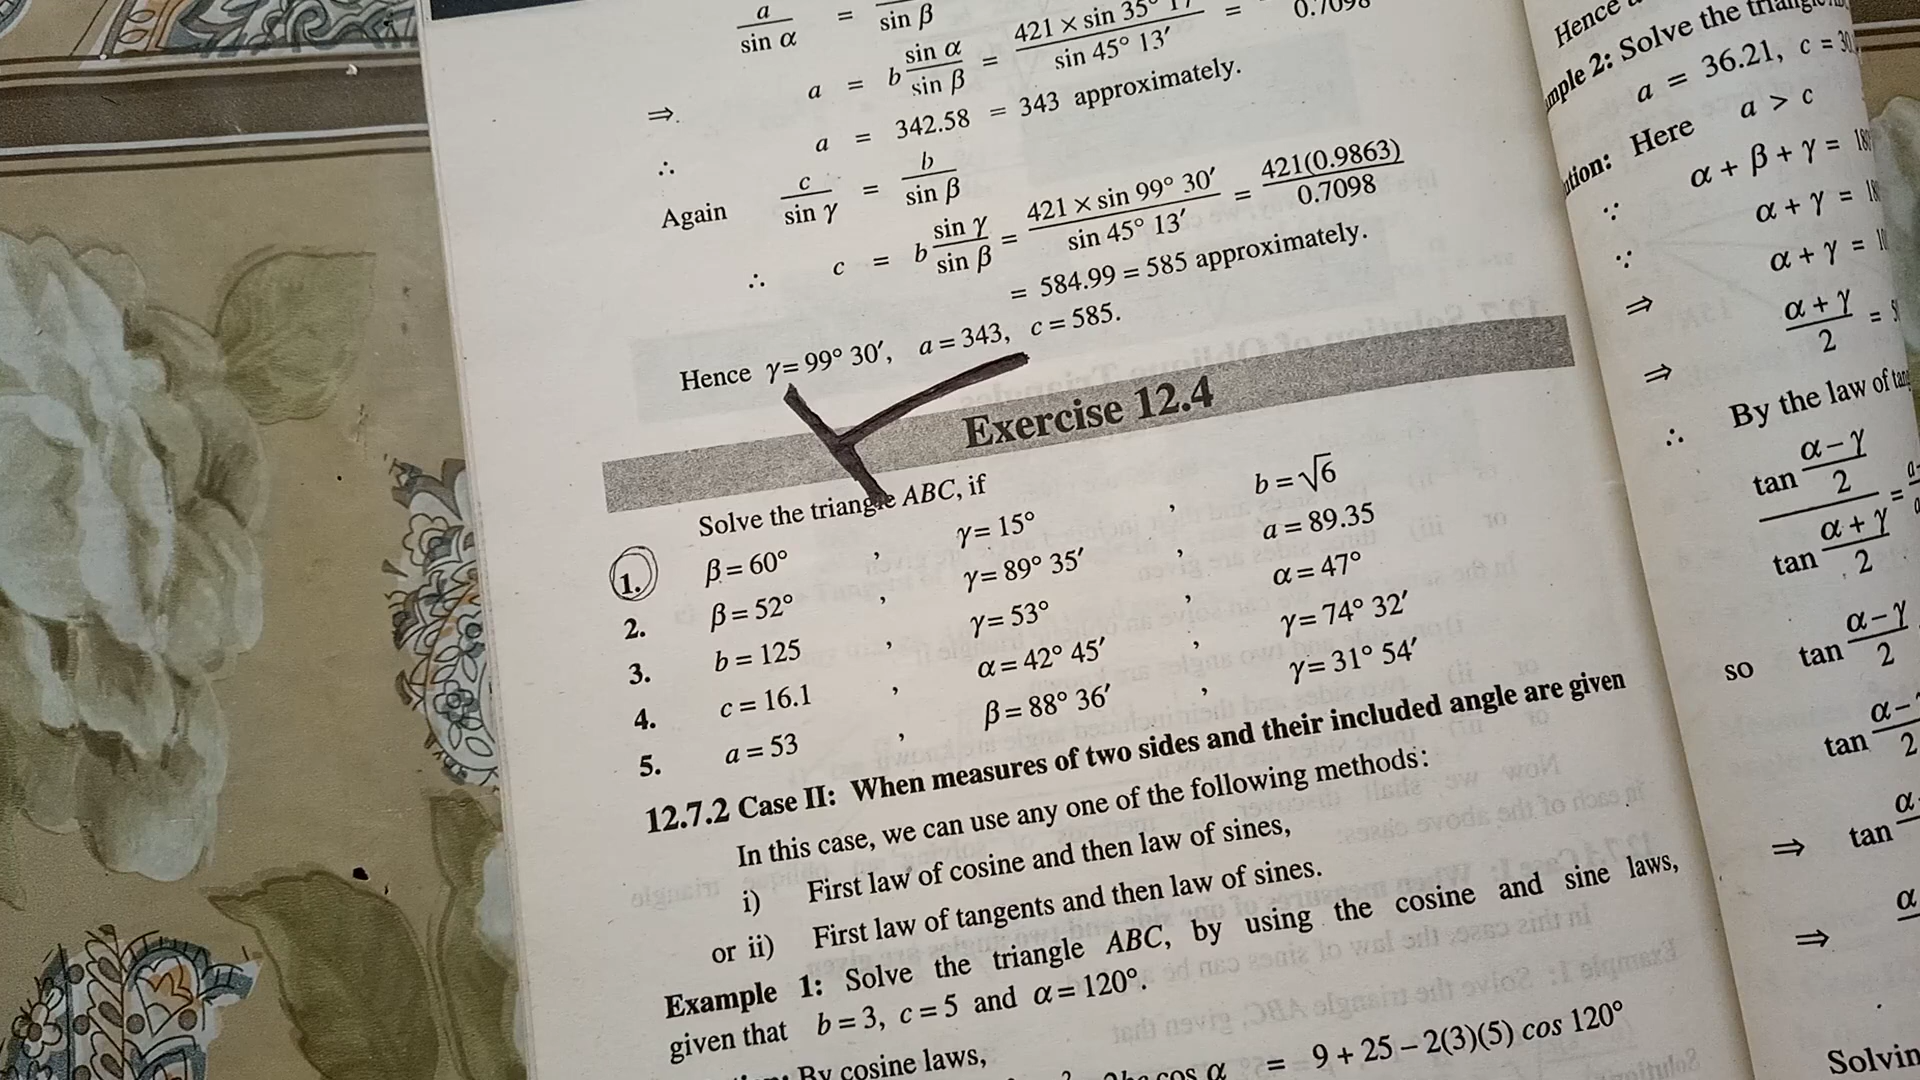 a/sin α = /sin β
⇒ a = b sin α/sin β = 421 × sin 35° 17′/sin 45° 13′ = 0.7098
∴ a = 342.58 = 343 approximately.
Again c/sin γ = b/sin β
∴ c = b sin γ/sin β = 421 × sin 99° 30′/sin 45° 13′ = 421(0.9863)/0.7098
= 584.99 = 585 approximately.
Hence γ = 99° 30′, a = 343, c = 585.
Exercise 12.4
Solve the triangle ABC, if
1. β = 60° , γ = 15° , b = √6
2. β = 52° , γ = 89° 35′ , a = 89.35
3. b = 125 , γ = 53° , α = 47°
4. c = 16.1 , α = 42° 45′ , γ = 74° 32′
5. a = 53 , β = 88° 36′ , γ = 31° 54′
12.7.2 Case II: When measures of two sides and their included angle are given
In this case, we can use any one of the following methods:
i) First law of cosine and then law of sines,
or ii) First law of tangents and then law of sines.
Example 1: Solve the triangle ABC, by using the cosine and sine laws,
given that b = 3, c = 5 and α = 120°.
By cosine laws,
cos α = 9 + 25 – 2(3)(5) cos 120°
Hence
mple 2: Solve the triangle
a = 36.21, c = 30
ution: Here a > c
∵ α + β + γ = 180
∵ α + γ =
⇒ α + γ =
⇒ α + γ/2 =
∴ By the law of tang
tan α – γ/2 / tan α + γ/2 =
so tan α – γ/2
tan α –/2
⇒ tan α
⇒ α
Solvin